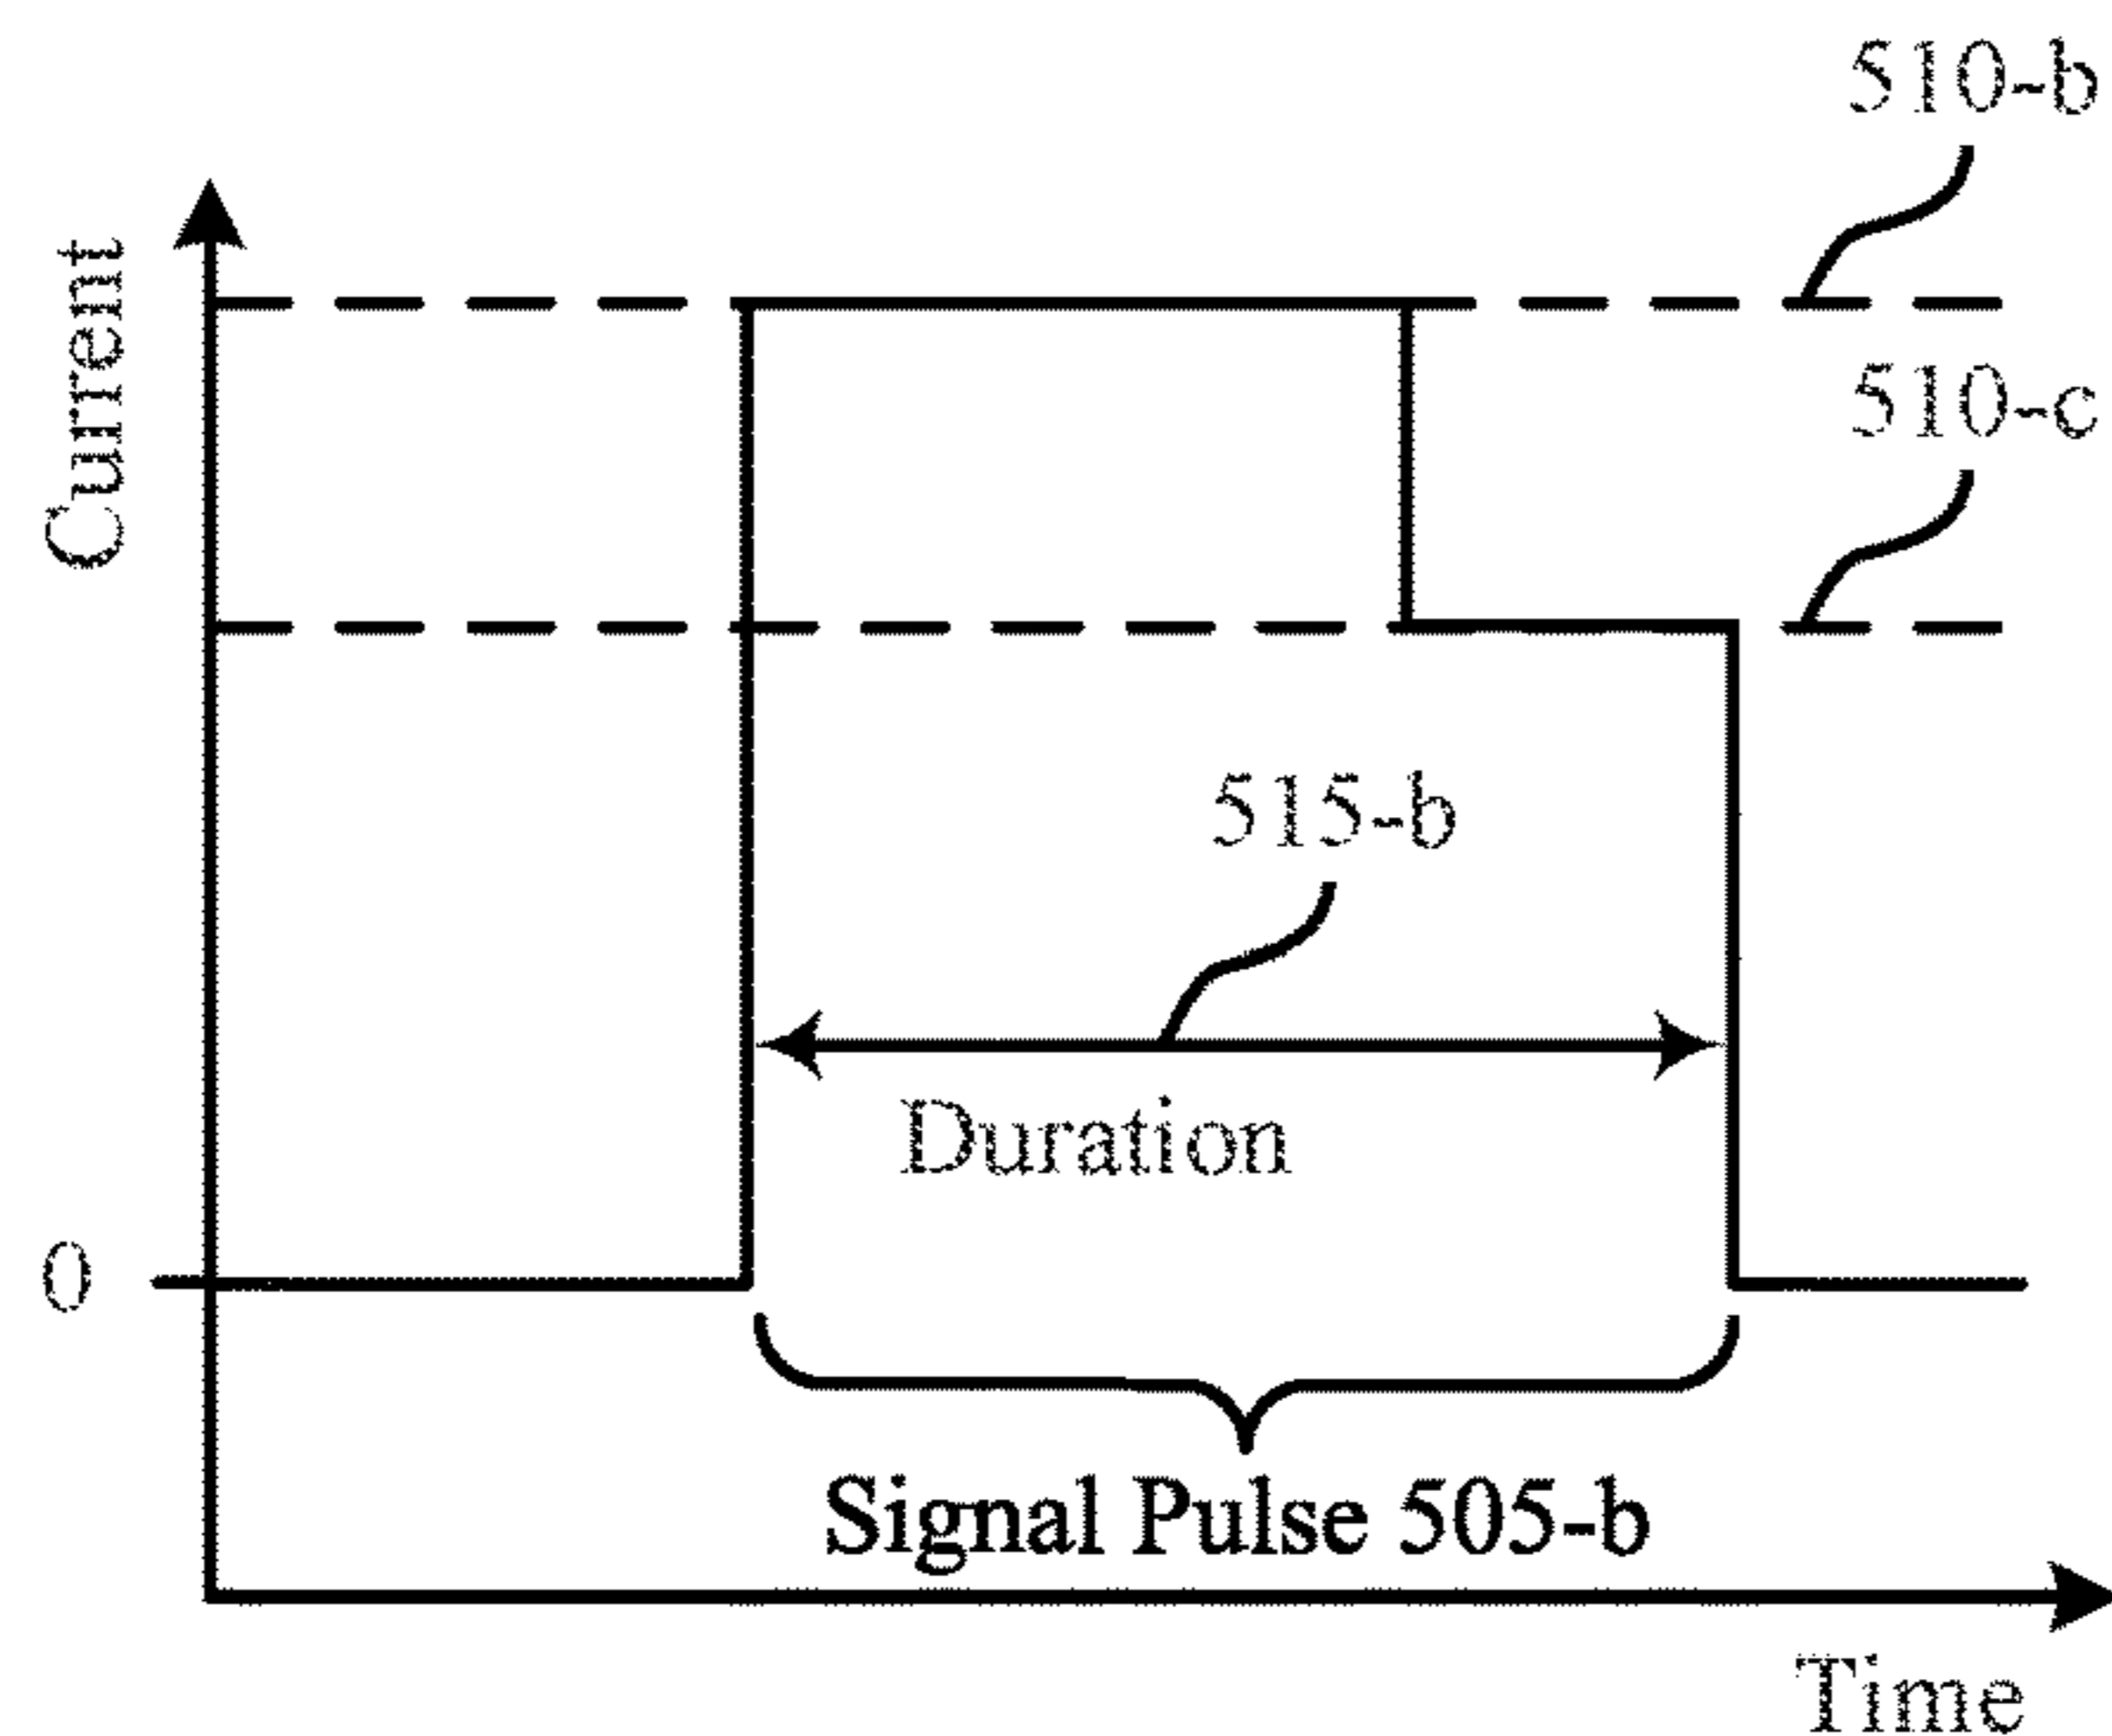 510-b
Current
510-c
515-b
Duration
0
Signal Pulse 505-b
Time